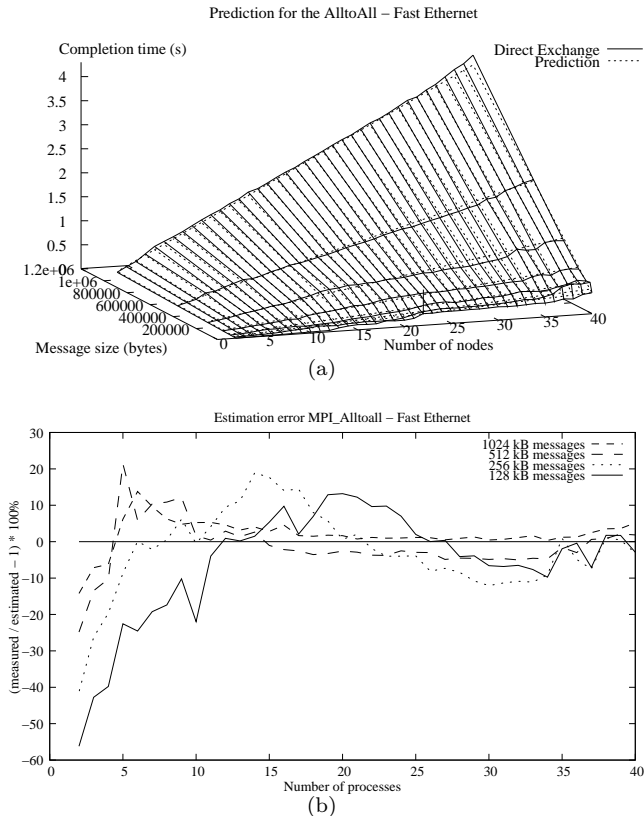 Prediction for the AlltoAll – Fast Ethernet
Completion time (s)
Direct Exchange
Prediction
4
3.5
3
2.5
2
1.5
1
0.5
0
1.2e+06
1e+06
800000
600000
400000
200000
0
Message size (bytes)
0
5
10
15
20
25
30
35
40
Number of nodes
(a)
Estimation error MPI_Alltoall – Fast Ethernet
1024 kB messages
512 kB messages
256 kB messages
128 kB messages
(measured / estimated – 1) * 100%
30
20
10
0
–10
–20
–30
–40
–50
–60
0 5 10 15 20 25 30 35 40
Number of processes
(b)